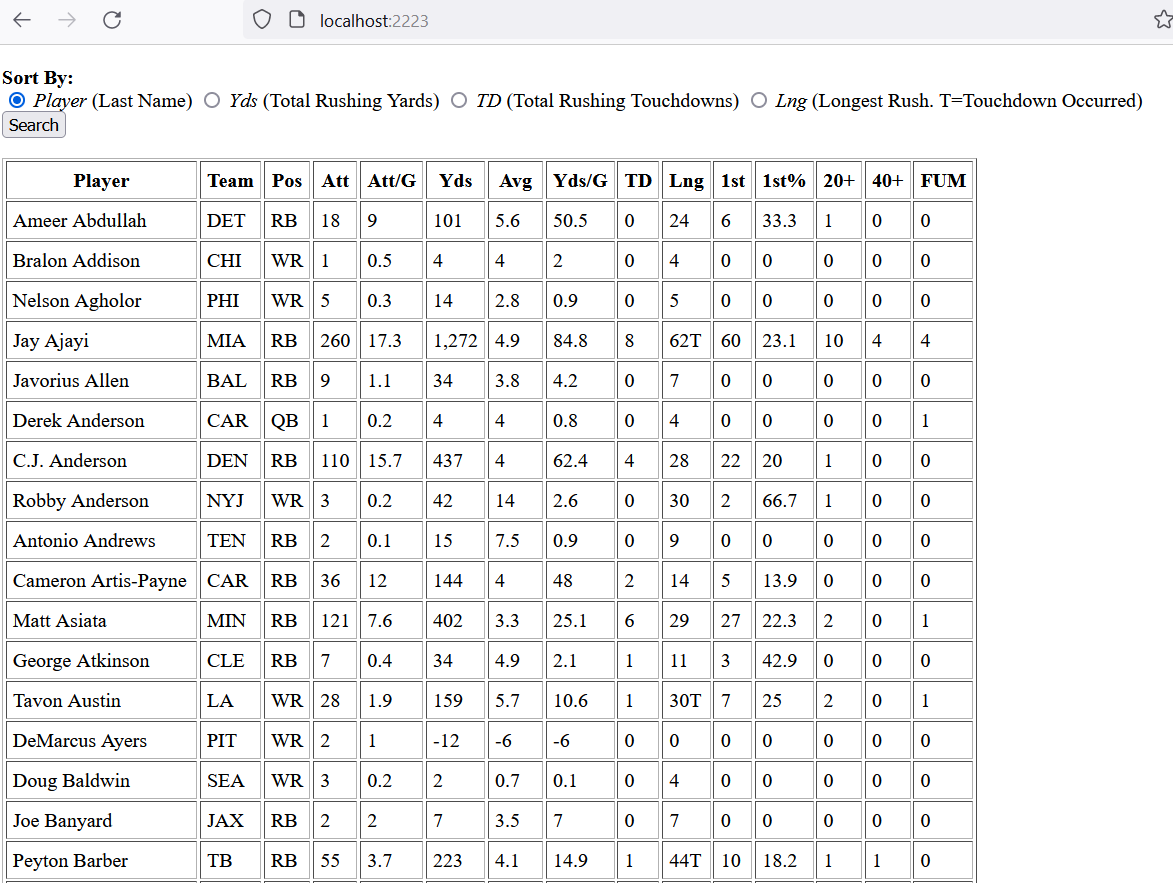 localhost:2223
Sort By:
Player (Last Name) Yds (Total Rushing Yards) TD (Total Rushing Touchdowns) Lng (Longest Rush. T=Touchdown Occurred)
Search
Player Team Pos Att Att/G Yds Avg Yds/G TD Lng 1st 1st% 20+ 40+ FUM
Ameer Abdullah DET RB 18 9 101 5.6 50.5 0 24 6 33.3 1 0 0
Bralon Addison CHI WR 1 0.5 4 4 2 0 4 0 0 0 0 0
Nelson Agholor PHI WR 5 0.3 14 2.8 0.9 0 5 0 0 0 0 0
Jay Ajayi MIA RB 260 17.3 1,272 4.9 84.8 8 62T 60 23.1 10 4 4
Javorius Allen BAL RB 9 1.1 34 3.8 4.2 0 7 0 0 0 0 0
Derek Anderson CAR QB 1 0.2 4 4 0.8 0 4 0 0 0 0 1
C.J. Anderson DEN RB 110 15.7 437 4 62.4 4 28 22 20 1 0 0
Robby Anderson NYJ WR 3 0.2 42 14 2.6 0 30 2 66.7 1 0 0
Antonio Andrews TEN RB 2 0.1 15 7.5 0.9 0 9 0 0 0 0 0
Cameron Artis-Payne CAR RB 36 12 144 4 48 2 14 5 13.9 0 0 0
Matt Asiata MIN RB 121 7.6 402 3.3 25.1 6 29 27 22.3 2 0 1
George Atkinson CLE RB 7 0.4 34 4.9 2.1 1 11 3 42.9 0 0 0
Tavon Austin LA WR 28 1.9 159 5.7 10.6 1 30T 7 25 2 0 1
DeMarcus Ayers PIT WR 2 1 -12 -6 -6 0 0 0 0 0 0 0
Doug Baldwin SEA WR 3 0.2 2 0.7 0.1 0 4 0 0 0 0 0
Joe Banyard JAX RB 2 2 7 3.5 7 0 7 0 0 0 0 0
Peyton Barber TB RB 55 3.7 223 4.1 14.9 1 44T 10 18.2 1 1 0